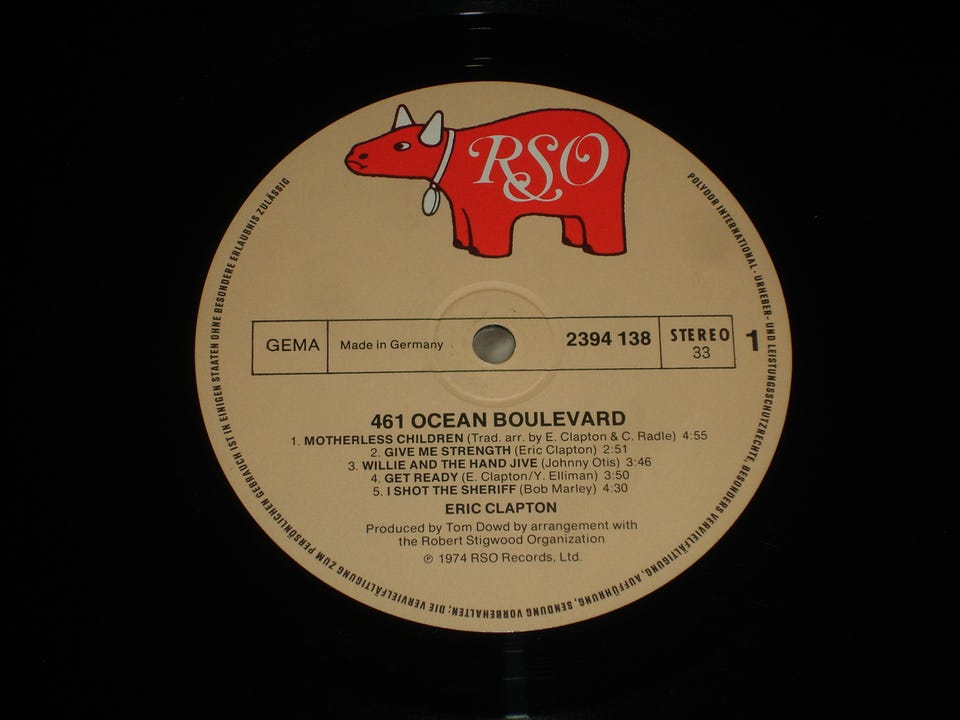 RSO
POLYDOR INTERNATIONAL · URHEBER- UND LEISTUNGSSCHUTZRECHTE, BESONDERS VERVIELFÄLTIGUNG, AUFFÜHRUNG, SENDUNG VORBEHALTEN; DIE VERVIELFÄLTIGUNG ZUM PERSÖNLICHEN GEBRAUCH IST IN EINIGEN STAATEN OHNE BESONDERE ERLAUBNIS ZULÄSSIG
GEMA Made in Germany 2394 138 STEREO 1
33
461 OCEAN BOULEVARD
1. MOTHERLESS CHILDREN (Trad. arr. by E. Clapton & C. Radle) 4:55
2. GIVE ME STRENGTH (Eric Clapton) 2:51
3. WILLIE AND THE HAND JIVE (Johnny Otis) 3:46
4. GET READY (E. Clapton/Y. Elliman) 3:50
5. I SHOT THE SHERIFF (Bob Marley) 4:30
ERIC CLAPTON
Produced by Tom Dowd by arrangement with
the Robert Stigwood Organization
℗ 1974 RSO Records, Ltd.